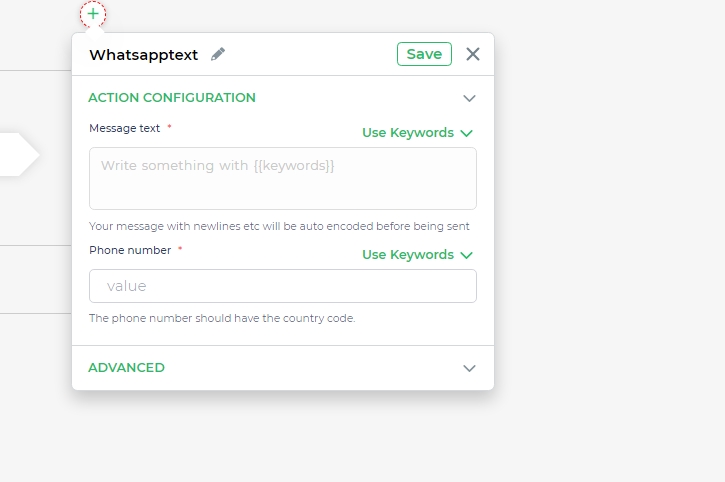 Whatsapptext
Save
ACTION CONFIGURATION
Message text *
Use Keywords
Write something with {{keywords}}
Your message with newlines etc will be auto encoded before being sent
Phone number *
Use Keywords
value
The phone number should have the country code.
ADVANCED